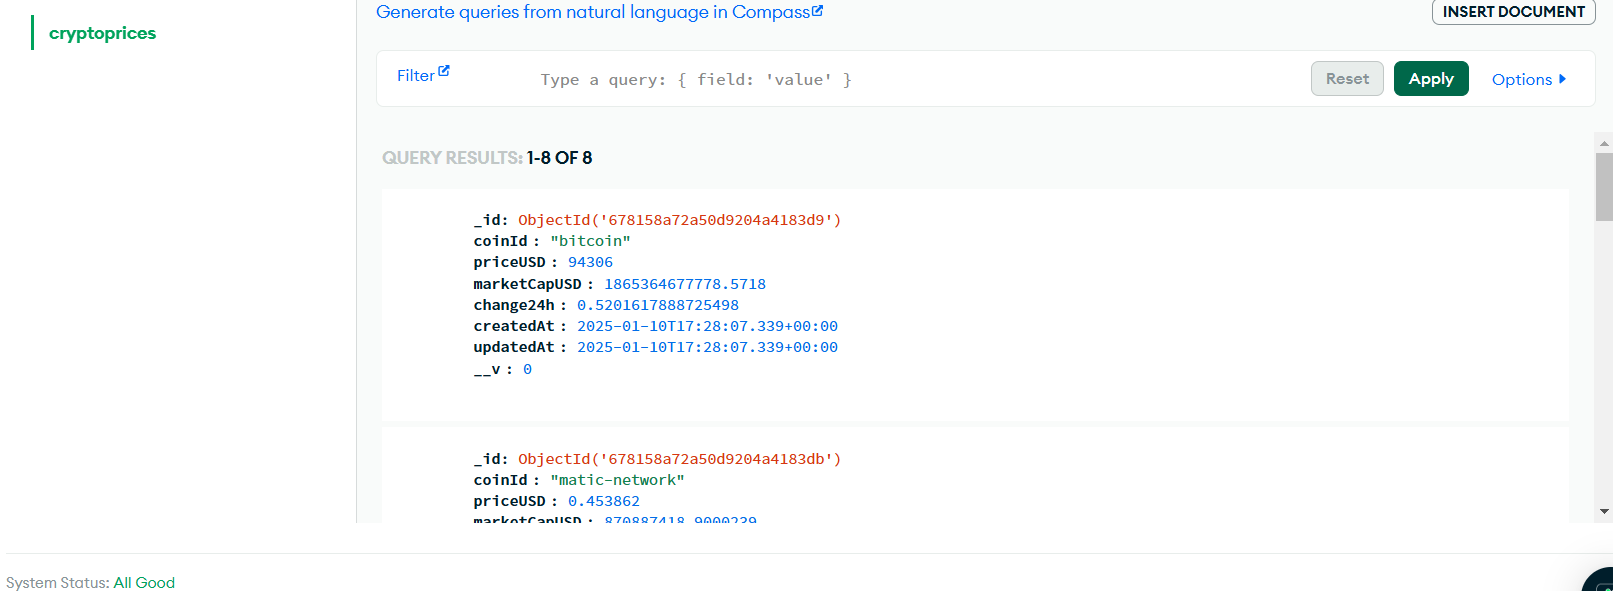 Generate queries from natural language in Compass
INSERT DOCUMENT
cryptoprices
Filter
Type a query: { field: 'value' }
Reset
Apply
Options
QUERY RESULTS: 1-8 OF 8
_id: ObjectId('678158a72a50d9204a4183d9')
coinId : "bitcoin"
priceUSD : 94306
marketCapUSD : 1865364677778.5718
change24h : 0.5201617888725498
createdAt : 2025-01-10T17:28:07.339+00:00
updatedAt : 2025-01-10T17:28:07.339+00:00
__v : 0
_id: ObjectId('678158a72a50d9204a4183db')
coinId : "matic-network"
priceUSD : 0.453862
marketCapUSD : 870887418.9000239
System Status: All Good